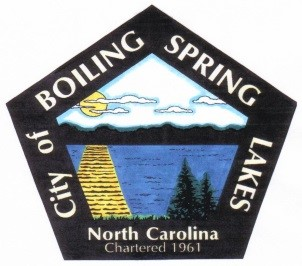 City of BOILING SPRING LAKES
North Carolina
Chartered 1961